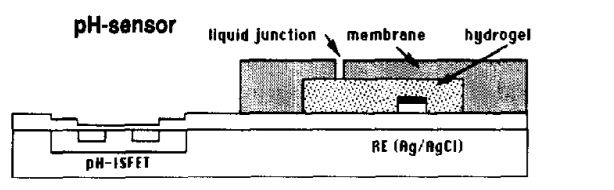 pH-sensor
liquid junction membrane hydrogel
pH-ISFET RE (Ag/AgCl)